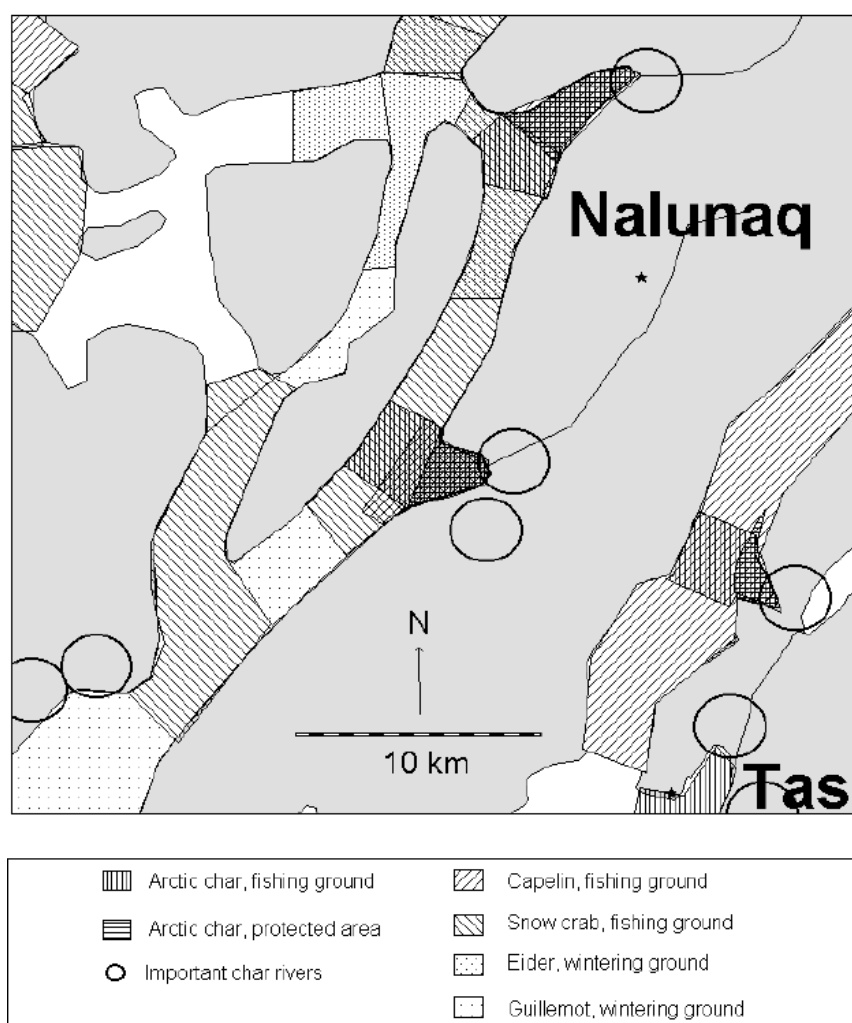 Nalunaq
N
10 km
Tas
Arctic char, fishing ground
Arctic char, protected area
Important char rivers
Capelin, fishing ground
Snow crab, fishing ground
Eider, wintering ground
Guillemot, wintering ground